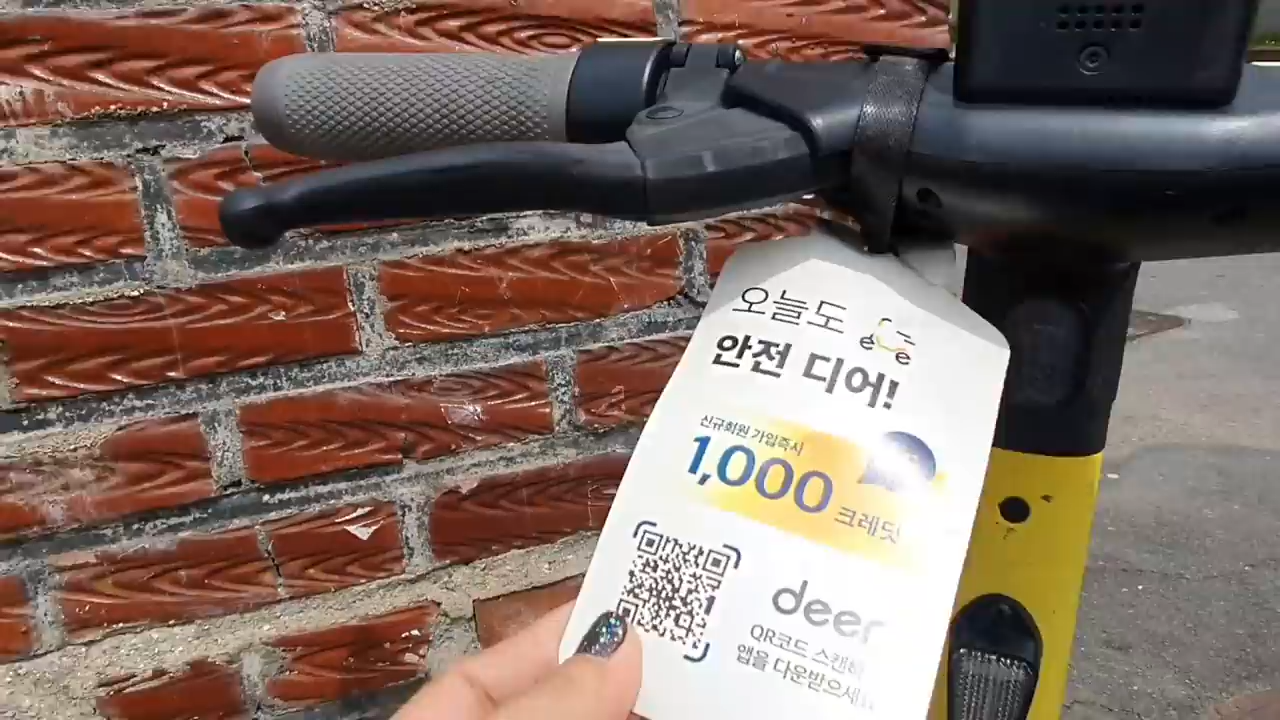 오늘도
안전 디어!
신규회원 가입즉시
1,000 크레딧
deer
QR코드 스캔
앱을 다운받으세요